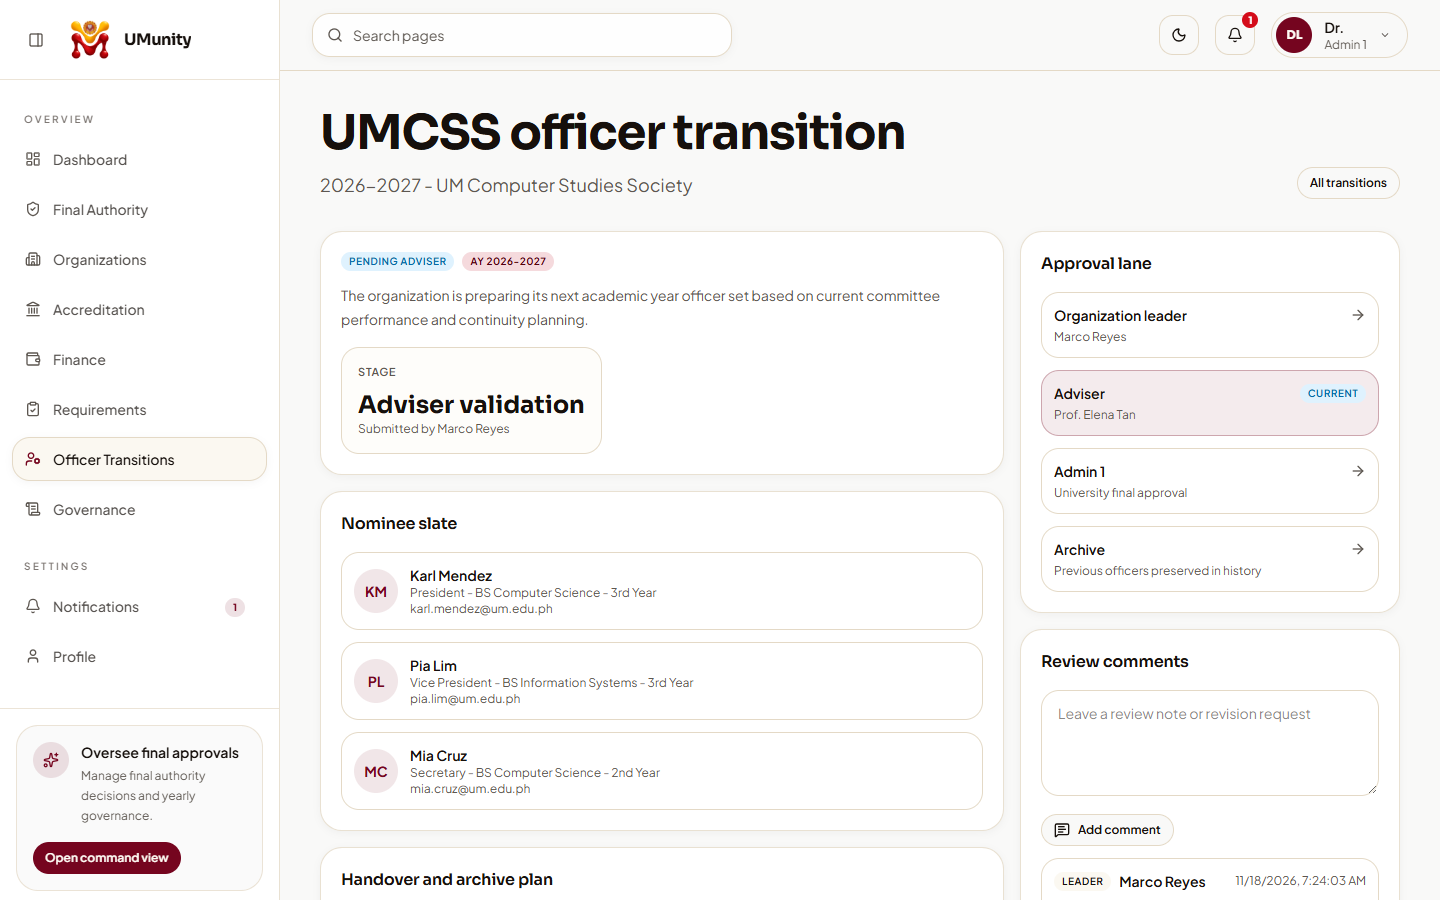 UMunity
Search pages
1
DL
Dr.
Admin 1
OVERVIEW
Dashboard
Final Authority
Organizations
Accreditation
Finance
Requirements
Officer Transitions
Governance
SETTINGS
Notifications
1
Profile
Oversee final approvals
Manage final authority
decisions and yearly
governance.
Open command view
UMCSS officer transition
2026–2027 - UM Computer Studies Society
All transitions
PENDING ADVISER
AY 2026-2027
The organization is preparing its next academic year officer set based on current committee
performance and continuity planning.
STAGE
Adviser validation
Submitted by Marco Reyes
Nominee slate
KM
Karl Mendez
President - BS Computer Science - 3rd Year
karl.mendez@um.edu.ph
PL
Pia Lim
Vice President - BS Information Systems - 3rd Year
pia.lim@um.edu.ph
MC
Mia Cruz
Secretary - BS Computer Science - 2nd Year
mia.cruz@um.edu.ph
Handover and archive plan
Approval lane
Organization leader
Marco Reyes
Adviser
CURRENT
Prof. Elena Tan
Admin 1
University final approval
Archive
Previous officers preserved in history
Review comments
Leave a review note or revision request
Add comment
LEADER
Marco Reyes
11/18/2026, 7:24:03 AM